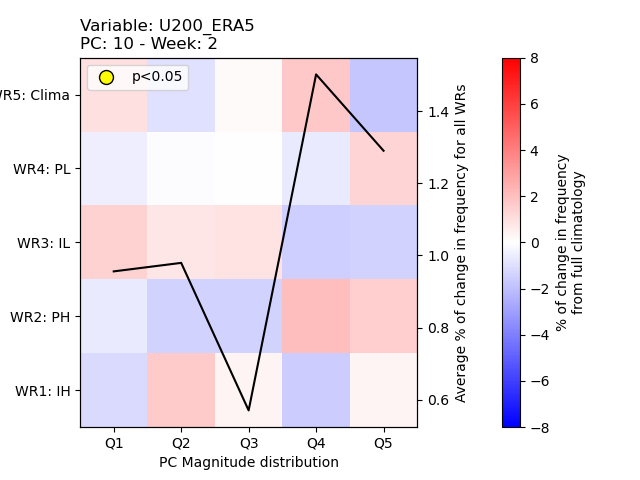 Variable: U200_ERA5
PC: 10 - Week: 2
p<0.05
WR5: Clima
WR4: PL
WR3: IL
WR2: PH
WR1: IH
Q1 Q2 Q3 Q4 Q5
PC Magnitude distribution
1.4
1.2
1.0
0.8
0.6
Average % of change in frequency for all WRs
8
6
4
2
0
−2
−4
−6
−8
% of change in frequency
from full climatology